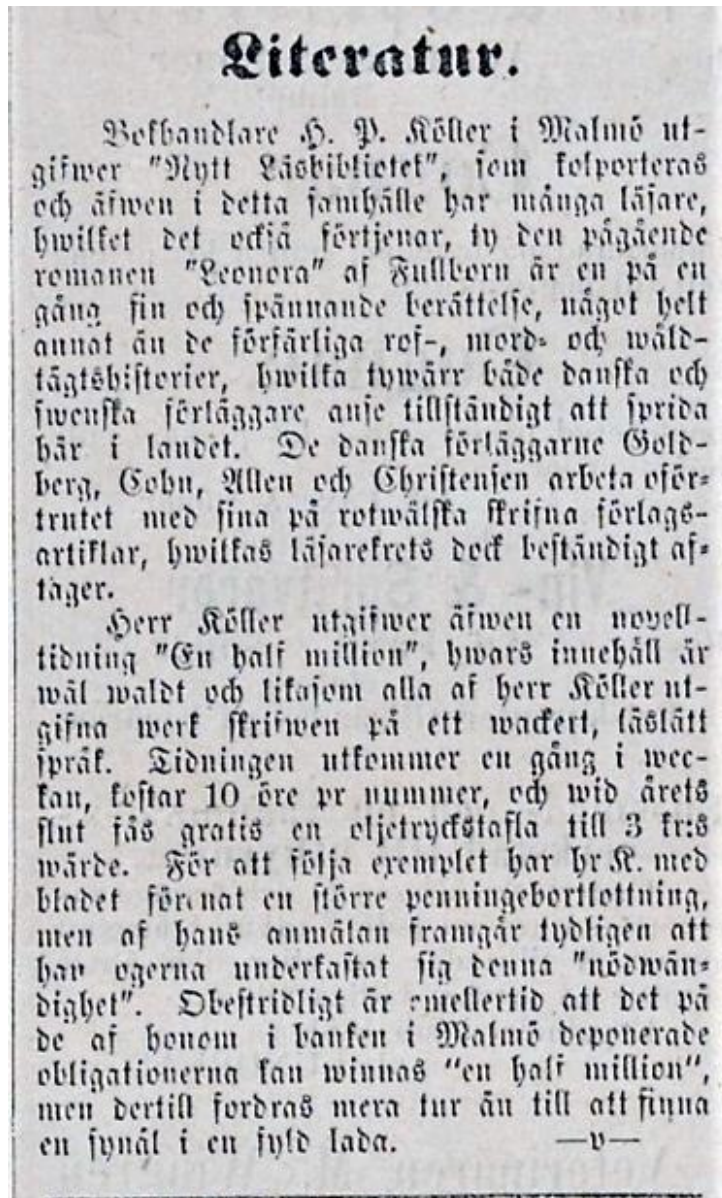 Literatur.
Bokhandlare H. P. Köller i Malmö ut-
gifwer "Nytt Läsbibliotek", som kolporteras
och äfwen i detta samhälle har många läsare,
hwilket det också förtjenar, ty den pågående
romanen "Leonora" af Fullborn är en på en
gång fin och spännande berättelse, något helt
annat än de förfärliga rof-, mord- och wåld-
tägtshistorier, hwilka tywärr både danska och
swenska förläggare anse tillständigt att sprida
här i landet. De danska förläggarne Gold-
berg, Cohn, Allen och Christensen arbeta oför-
trutet med sina på rotwälska skrifna förlags-
artiklar, hwilkas läsarekrets dock beständigt af-
tager.
Herr Köller utgifwer äfwen en novell-
tidning "En half million", hwars innehåll är
wäl waldt och likasom alla af herr Köller ut-
gifna werk skrifwen på ett wackert, läslätt
språk. Tidningen utkommer en gång i wec-
kan, kostar 10 öre pr nummer, och wid årets
slut fås gratis en oljetryckstafla till 3 kr:s
wärde. För att följa exemplet har hr K. med
bladet förenat en större penningebortlottning,
men af hans anmälan framgår tydligen att
han ogerna underkastat sig denna "nödwän-
dighet". Obestridligt är emellertid att det på
de af honom i banken i Malmö deponerade
obligationerna kan winnas "en half million",
men dertill fordras mera tur än till att finna
en synål i en fyld lada. —v—